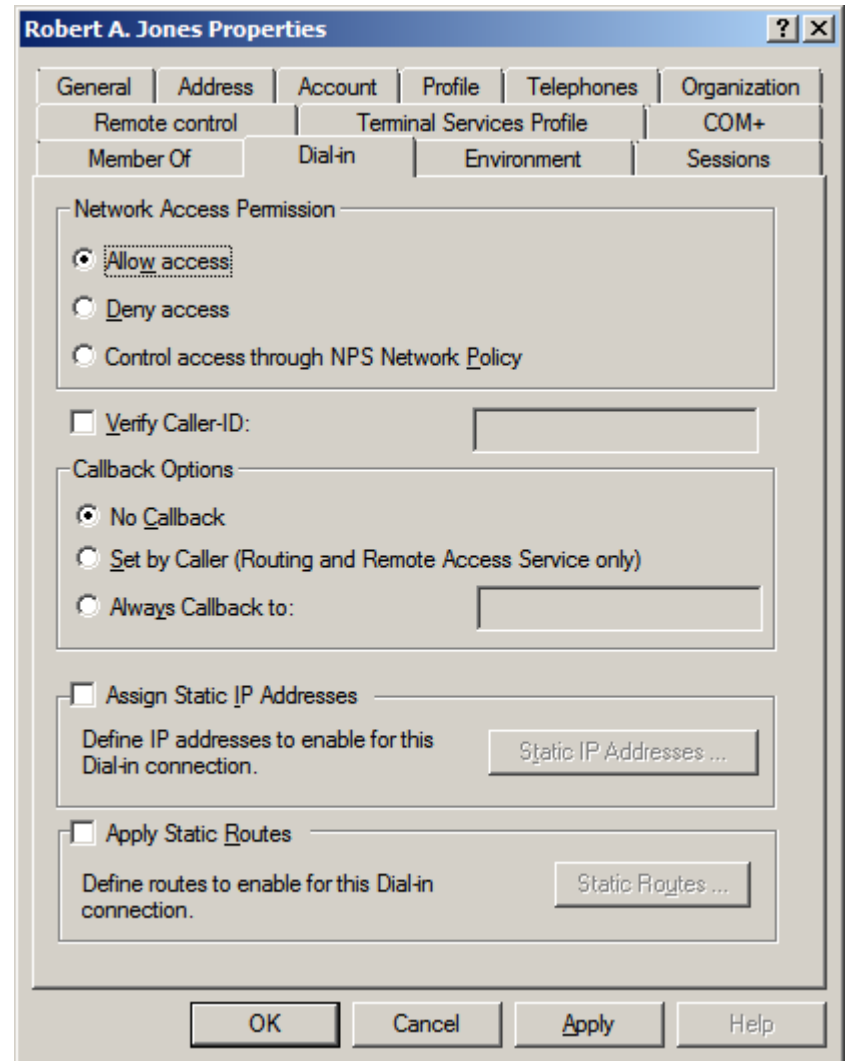 Robert A. Jones Properties
General Address Account Profile Telephones Organization
Remote control Terminal Services Profile COM+
Member Of Dial-in Environment Sessions
Network Access Permission
Allow access
Deny access
Control access through NPS Network Policy
Verify Caller-ID:
Callback Options
No Callback
Set by Caller (Routing and Remote Access Service only)
Always Callback to:
Assign Static IP Addresses
Define IP addresses to enable for this
Dial-in connection.
Static IP Addresses ...
Apply Static Routes
Define routes to enable for this Dial-in
connection.
Static Routes ...
OK Cancel Apply Help